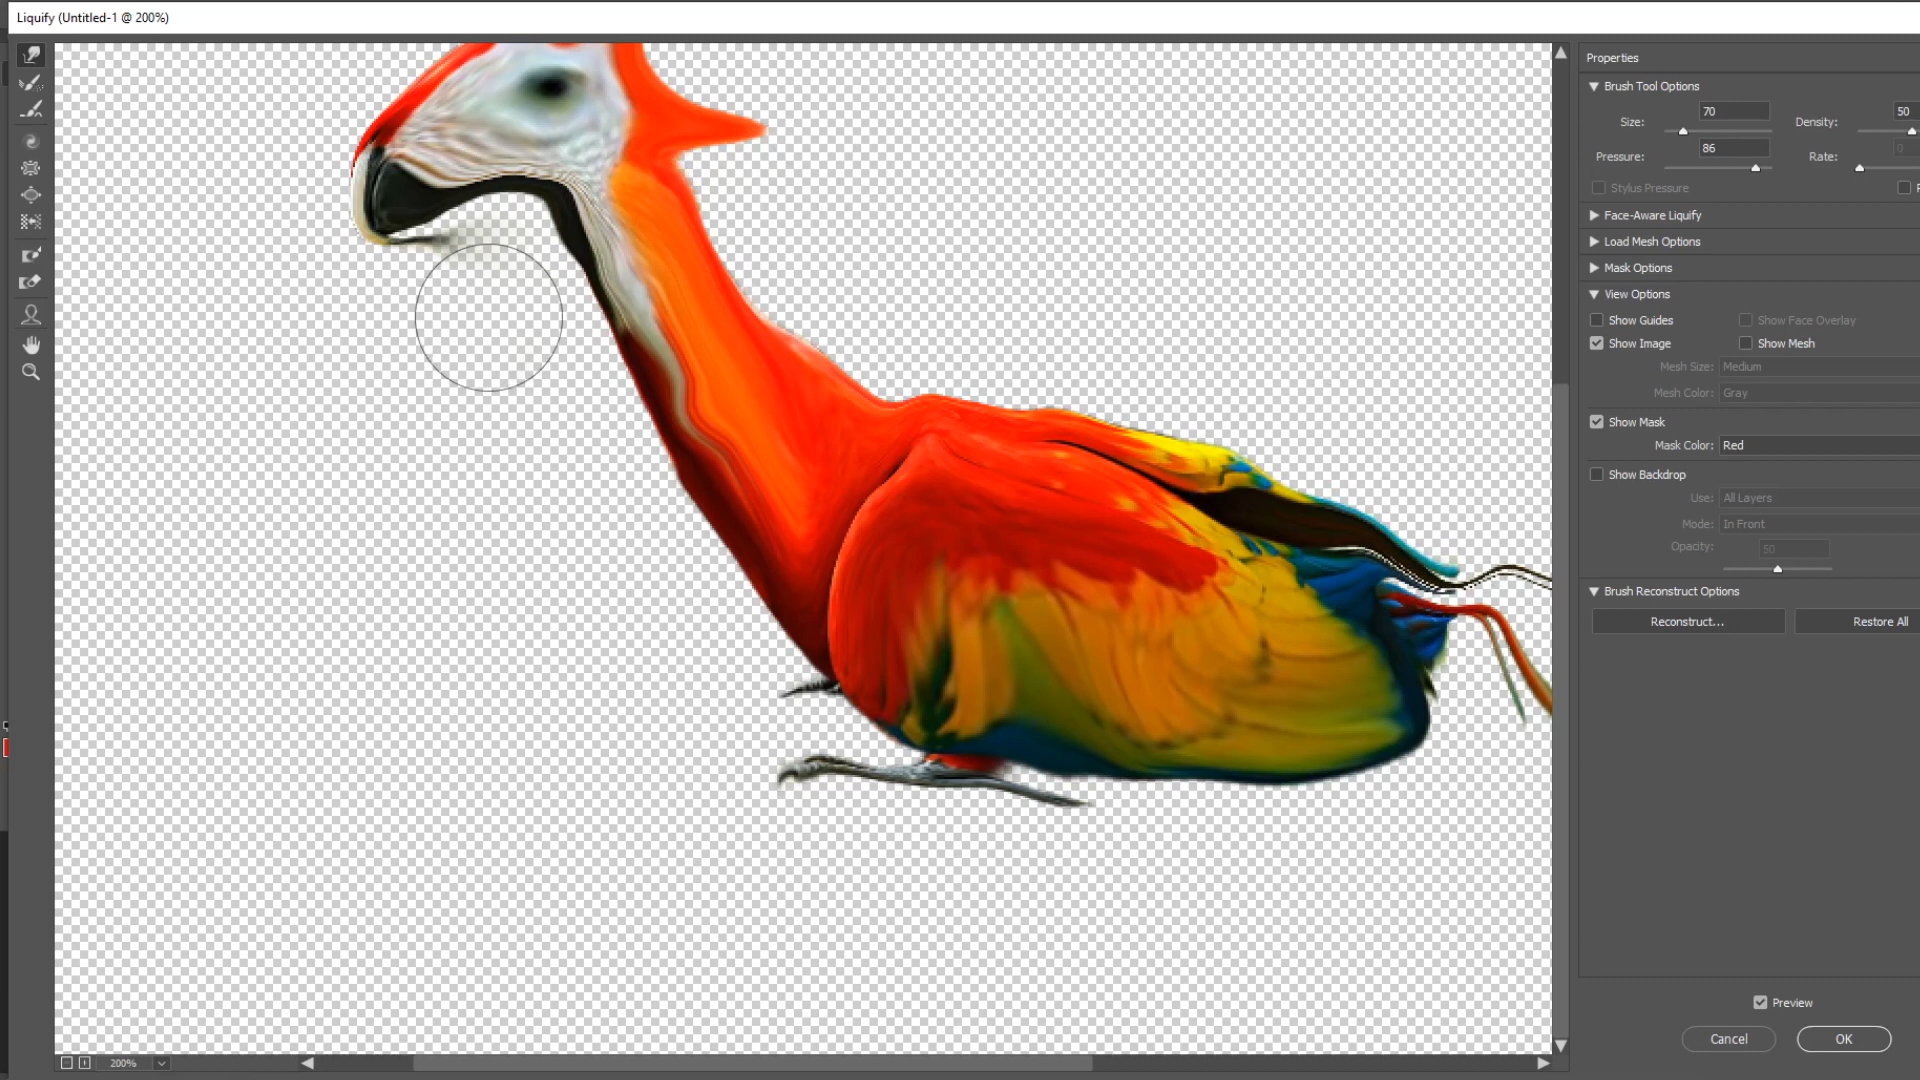 Liquify (Untitled-1 @ 200%)
Properties
Brush Tool Options
Size: 70 Density: 50
Pressure: 86 Rate: 0
Stylus Pressure
Face-Aware Liquify
Load Mesh Options
Mask Options
View Options
Show Guides Show Face Overlay
Show Image Show Mesh
Mesh Size: Medium
Mesh Color: Gray
Show Mask
Mask Color: Red
Show Backdrop
Use: All Layers
Mode: In Front
Opacity: 50
Brush Reconstruct Options
Reconstruct... Restore All
Preview
Cancel OK
200%